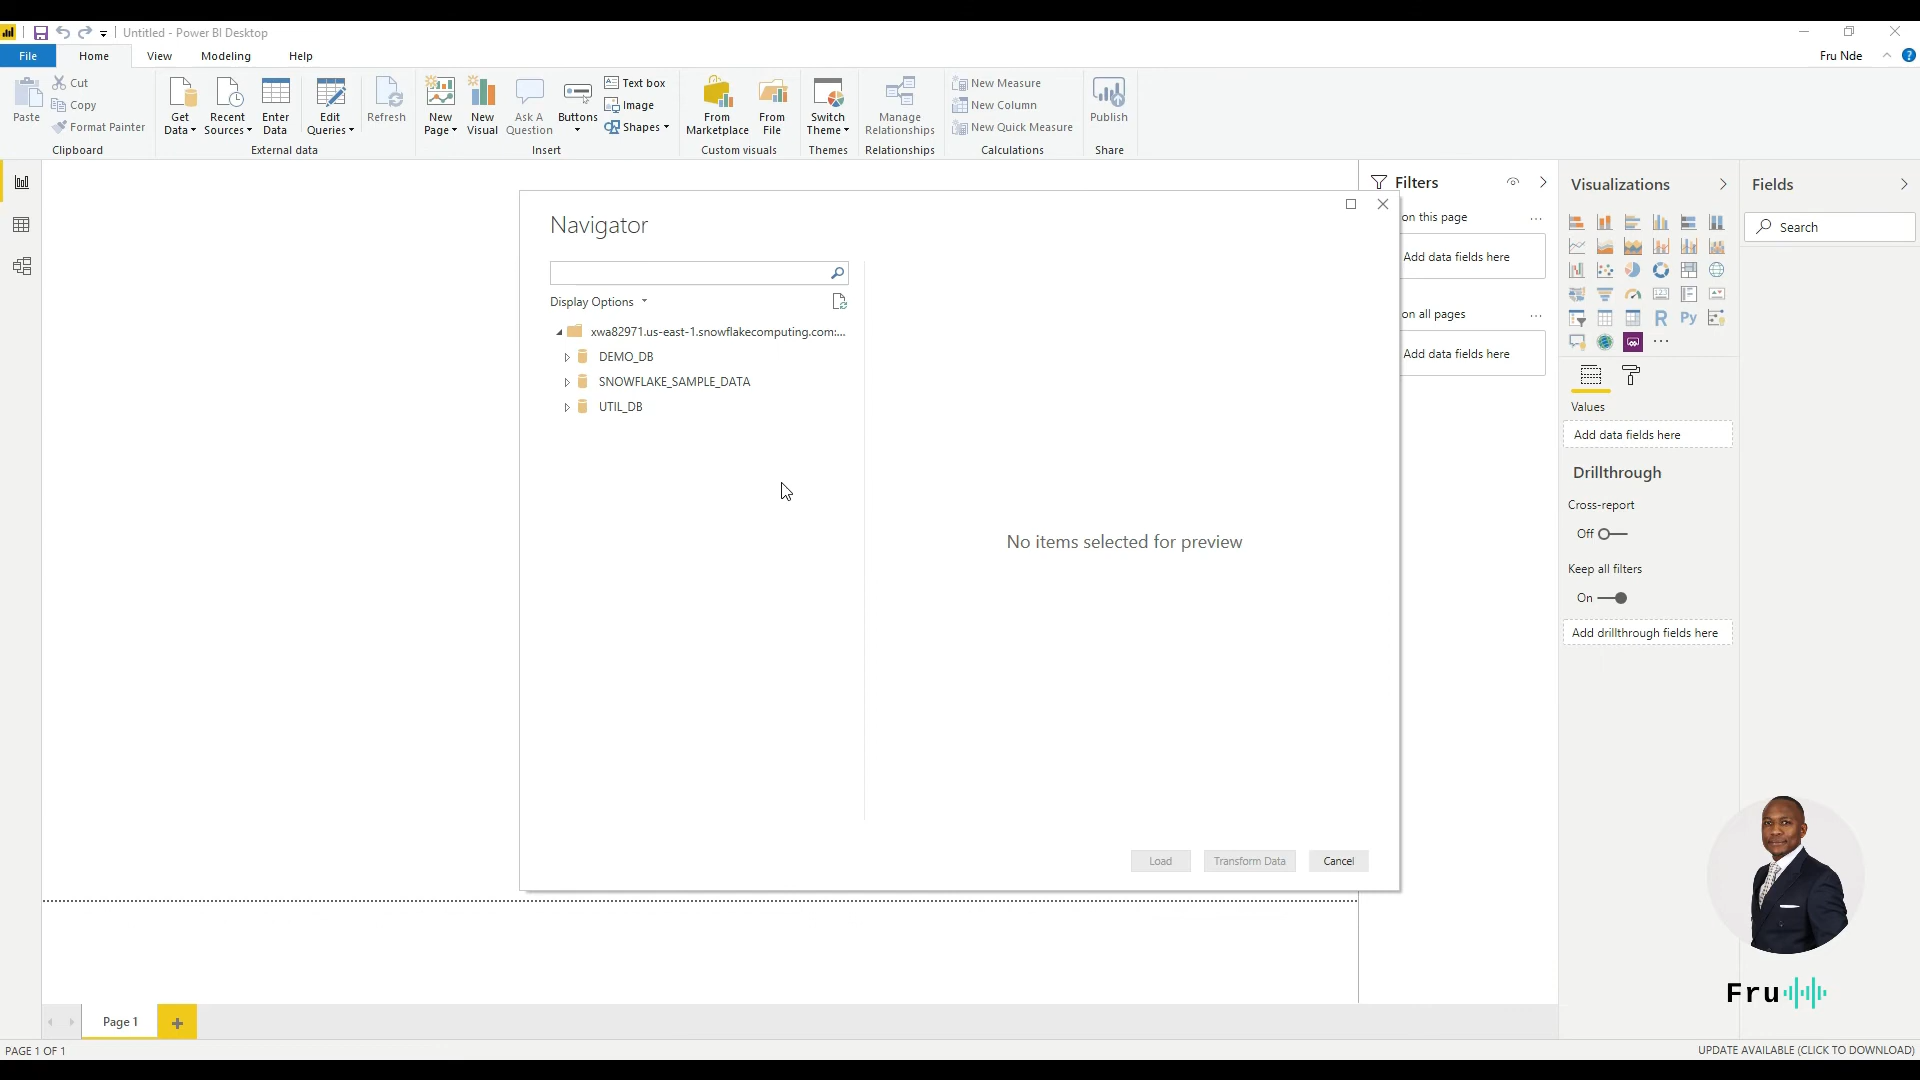 Untitled - Power BI Desktop
File
Home
View
Modeling
Help
Fru Nde
Paste
Cut
Copy
Format Painter
Clipboard
Get
Data
Recent
Sources
Enter
Data
Edit
Queries
Refresh
External data
New
Page
New
Visual
Ask A
Question
Buttons
Text box
Image
Shapes
Insert
From
Marketplace
From
File
Custom visuals
Switch
Theme
Themes
Manage
Relationships
Relationships
New Measure
New Column
New Quick Measure
Calculations
Publish
Share
Navigator
Display Options
xwa82971.us-east-1.snowflakecomputing.com:...
DEMO_DB
SNOWFLAKE_SAMPLE_DATA
UTIL_DB
No items selected for preview
Load
Transform Data
Cancel
Filters
on this page
...
Add data fields here
on all pages
...
Add data fields here
Visualizations
123
R
Py
...
Values
Add data fields here
Drillthrough
Cross-report
Off
Keep all filters
On
Add drillthrough fields here
Fields
Search
Fru
Page 1
PAGE 1 OF 1
UPDATE AVAILABLE (CLICK TO DOWNLOAD)